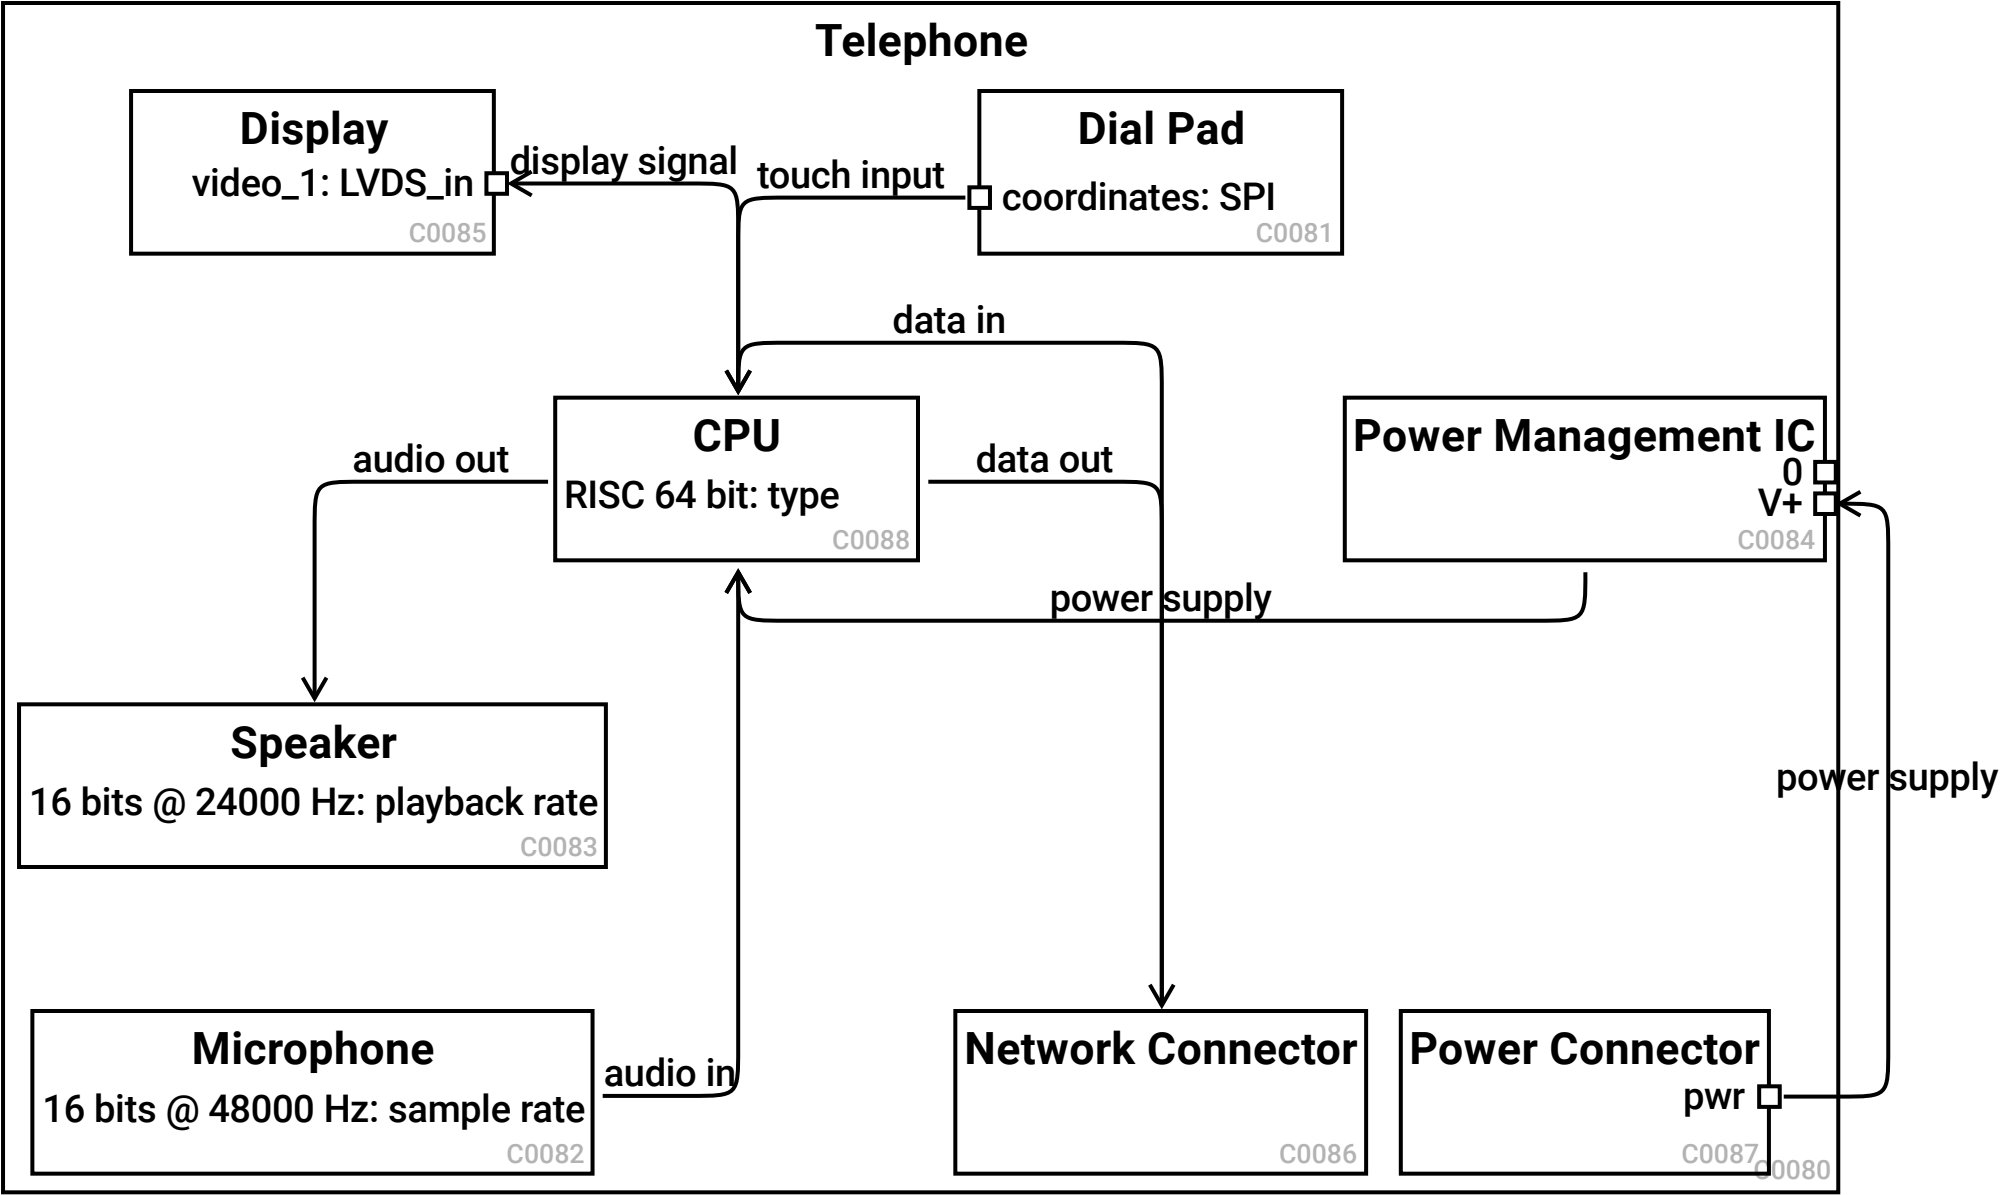 Telephone
Display
video_1: LVDS_in
C0085
display signal
touch input
Dial Pad
coordinates: SPI
C0081
data in
CPU
RISC 64 bit: type
C0088
audio out
data out
Power Management IC
0
V+
C0084
power supply
Speaker
16 bits @ 24000 Hz: playback rate
C0083
power supply
Microphone
16 bits @ 48000 Hz: sample rate
C0082
audio in
Network Connector
C0086
Power Connector
pwr
C0087
C0080